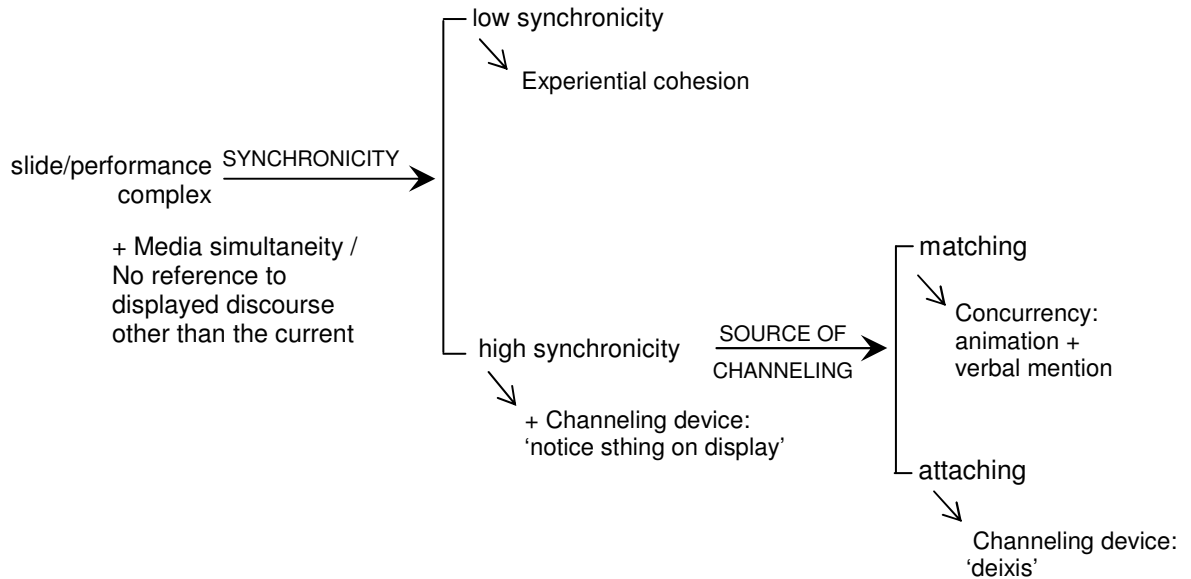 low synchronicity
Experiential cohesion
slide/performance
complex
SYNCHRONICITY
+ Media simultaneity /
No reference to
displayed discourse
other than the current
high synchronicity
+ Channeling device:
‘notice sthing on display’
SOURCE OF
CHANNELING
matching
Concurrency:
animation +
verbal mention
attaching
Channeling device:
‘deixis’